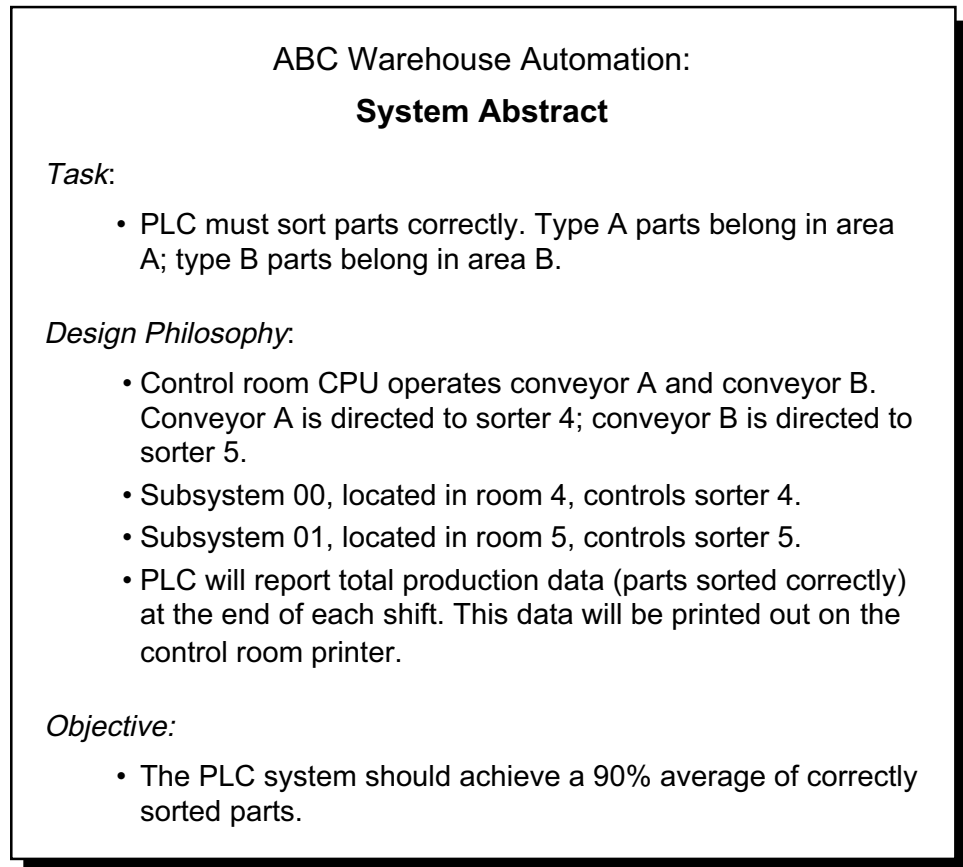 ABC Warehouse Automation:
System Abstract
Task:
• PLC must sort parts correctly. Type A parts belong in area
A; type B parts belong in area B.
Design Philosophy:
• Control room CPU operates conveyor A and conveyor B.
Conveyor A is directed to sorter 4; conveyor B is directed to
sorter 5.
• Subsystem 00, located in room 4, controls sorter 4.
• Subsystem 01, located in room 5, controls sorter 5.
• PLC will report total production data (parts sorted correctly)
at the end of each shift. This data will be printed out on the
control room printer.
Objective:
• The PLC system should achieve a 90% average of correctly
sorted parts.